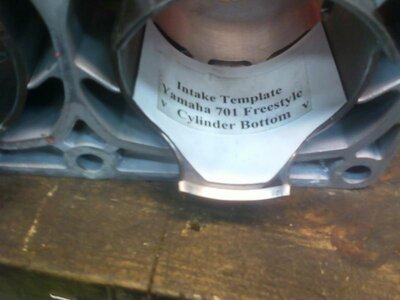 Intake Template
Yamaha 701 Freestyle
v Cylinder Bottom v